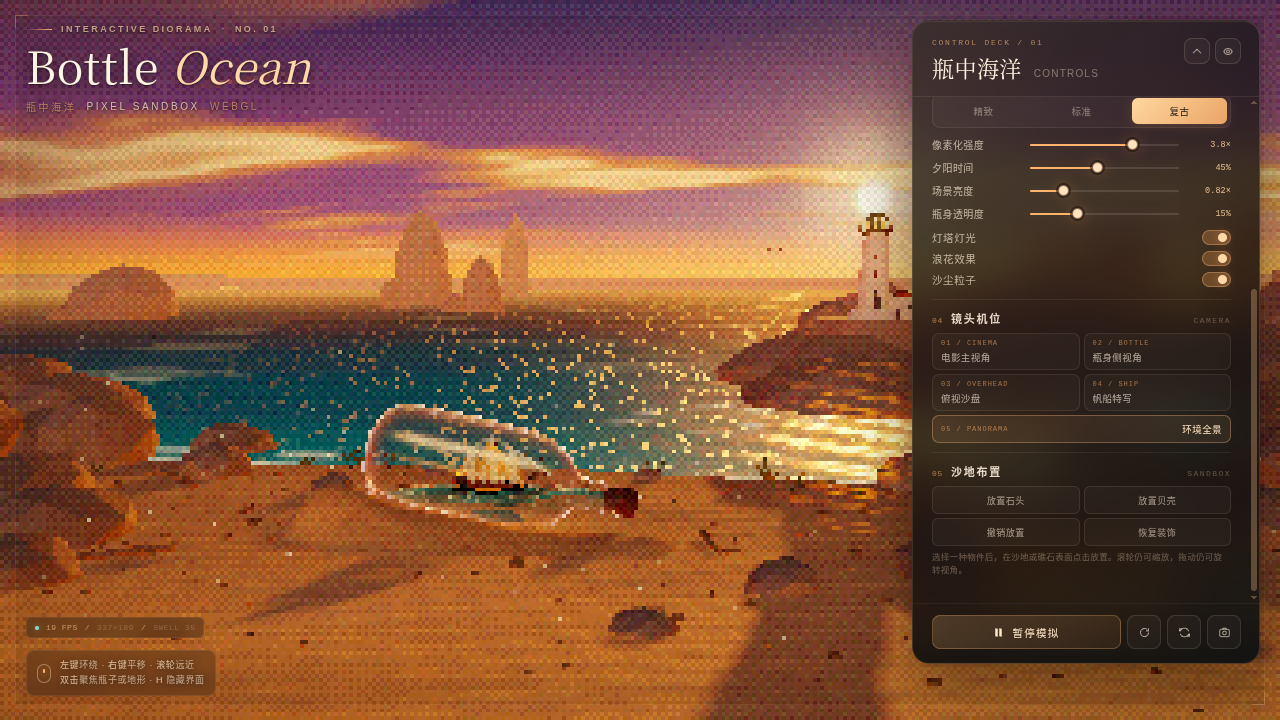 INTERACTIVE DIORAMA · NO. 01
Bottle Ocean
瓶中海洋 PIXEL SANDBOX WEBGL
CONTROL DECK / 01
瓶中海洋 CONTROLS
精致 标准 复古
像素化强度 3.8×
夕阳时间 45%
场景亮度 0.82×
瓶身透明度 15%
灯塔灯光
浪花效果
沙尘粒子
04 镜头机位 CAMERA
01 / CINEMA 02 / BOTTLE
电影主视角 瓶身侧视角
03 / OVERHEAD 04 / SHIP
俯视沙盘 帆船特写
05 / PANORAMA 环境全景
05 沙地布置 SANDBOX
放置石头 放置贝壳
撤销放置 恢复装饰
选择一种物件后，在沙地或礁石表面点击放置。滚轮仍可缩放，拖动仍可旋
转视角。
暂停模拟
19 FPS / 337×189 / SWELL 35
左键环绕 · 右键平移 · 滚轮远近
双击聚焦瓶子或地形 · H 隐藏界面